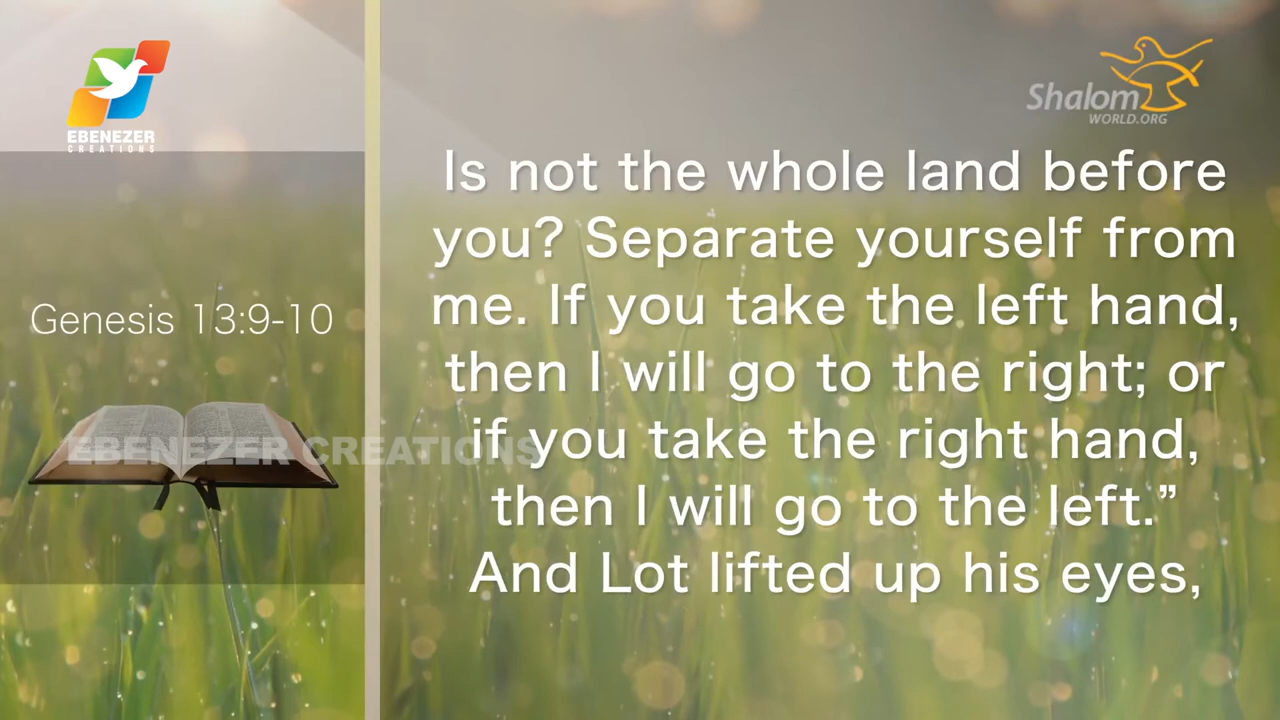 EBENEZER
CREATIONS
Shalom
WORLD.ORG
Genesis 13:9-10
Is not the whole land before
you? Separate yourself from
me. If you take the left hand,
then I will go to the right; or
if you take the right hand,
then I will go to the left.”
And Lot lifted up his eyes,
EBENEZER CREATIONS